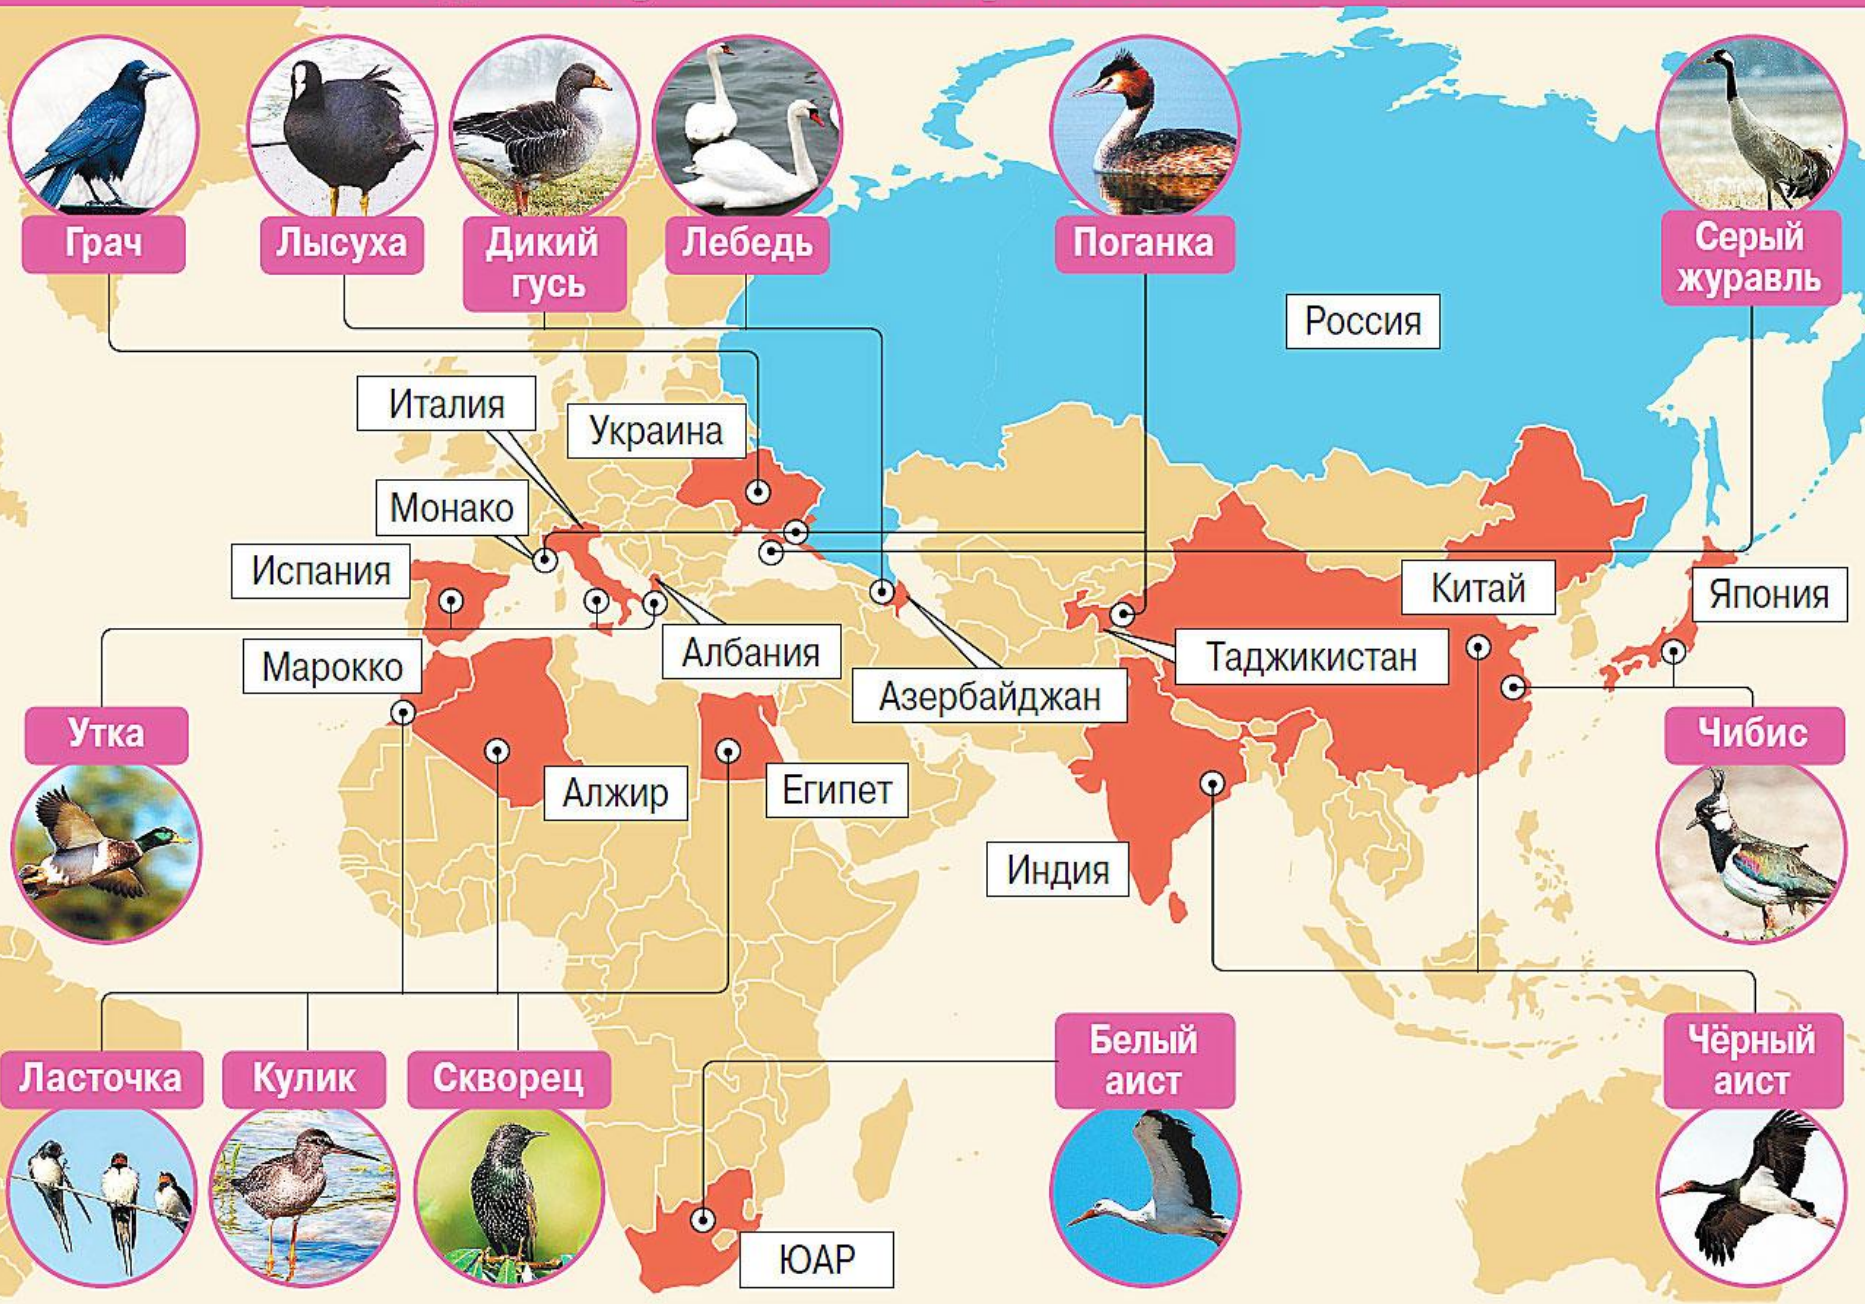 Грач
Лысуха
Дикий
гусь
Лебедь
Поганка
Серый
журавль
Россия
Италия
Украина
Монако
Испания
Китай
Япония
Марокко
Албания
Таджикистан
Азербайджан
Утка
Чибис
Алжир
Египет
Индия
Ласточка
Кулик
Скворец
Белый
аист
Чёрный
аист
ЮАР